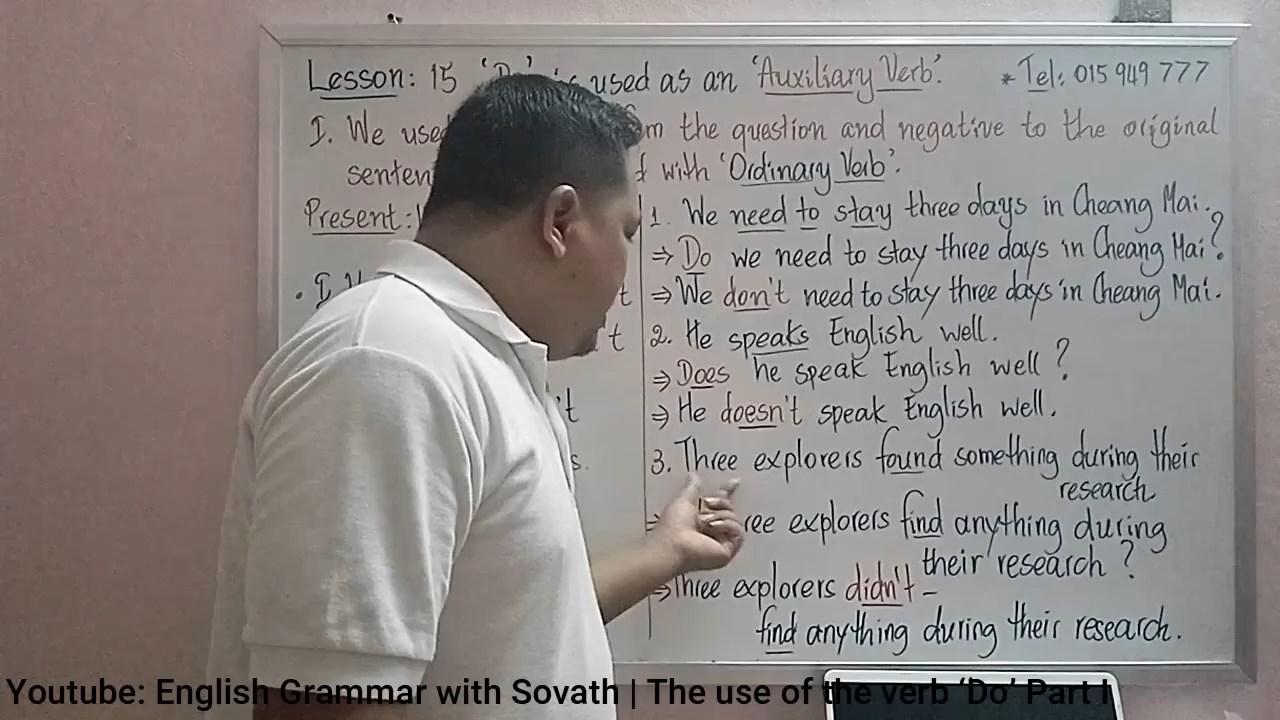 Lesson: 15 'D is used as an 'Auxiliary Verb'. * Tel: 015 949 777
I. We used the question and negative to the original
with 'Ordinary Verb'.
Present:
1. We need to stay three days in Cheang Mai.
⇒ Do we need to stay three days in Cheang Mai?
⇒ We don't need to stay three days in Cheang Mai.
2. He speaks English well.
⇒ Does he speak English well?
⇒ He doesn't speak English well.
3. Three explorers found something during their
research
explorers find anything during
their research?
⇒ Three explorers didn't –
find anything during their research.
Youtube: English Grammar with Sovath | The use of the verb ‘Do’ Part I